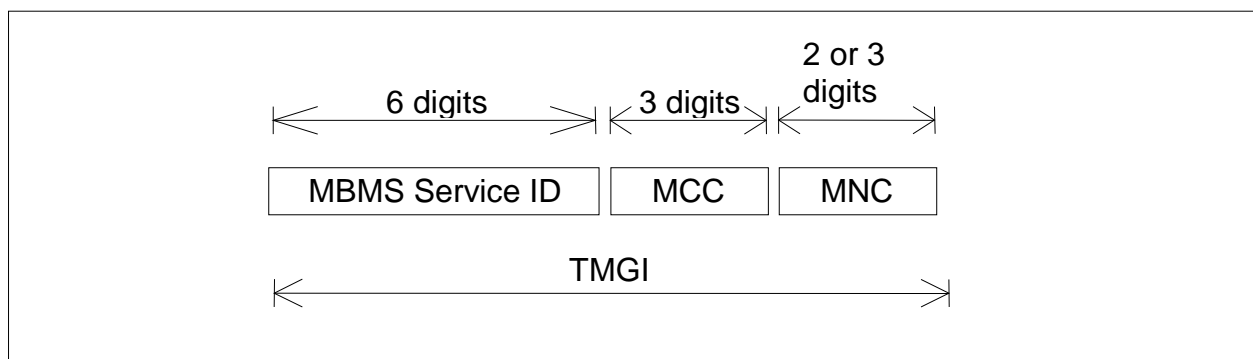 2 or 3
digits
6 digits
3 digits
MBMS Service ID
MCC
MNC
TMGI